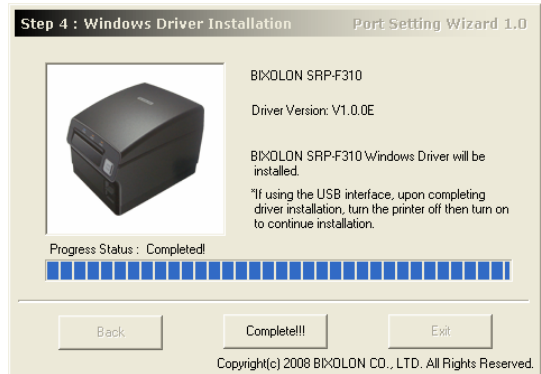 Step 4 : Windows Driver Installation
Port Setting Wizard 1.0
BIXOLON SRP-F310
Driver Version: V1.0.0E
BIXOLON SRP-F310 Windows Driver will be
installed.
*If using the USB interface, upon completing
driver installation, turn the printer off then turn on
to continue installation.
Progress Status : Completed!
Back
Complete!!!
Exit
Copyright(c) 2008 BIXOLON CO., LTD. All Rights Reserved.